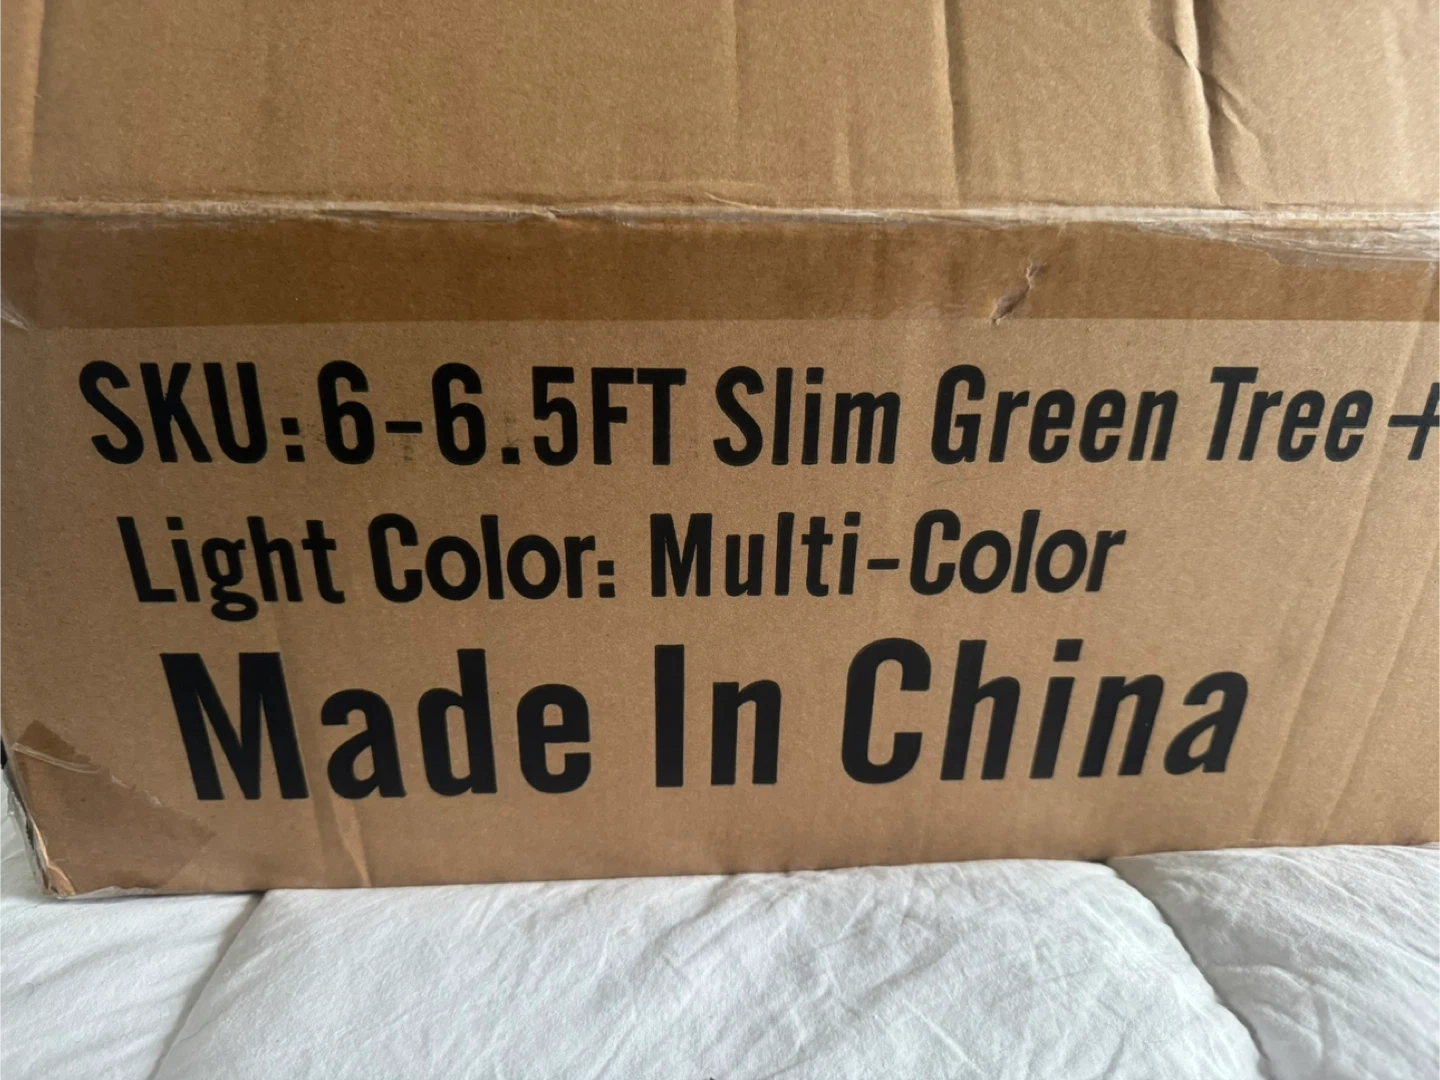 SKU:6-6.5FT Slim Green Tree+
Light Color: Multi-Color
Made In China